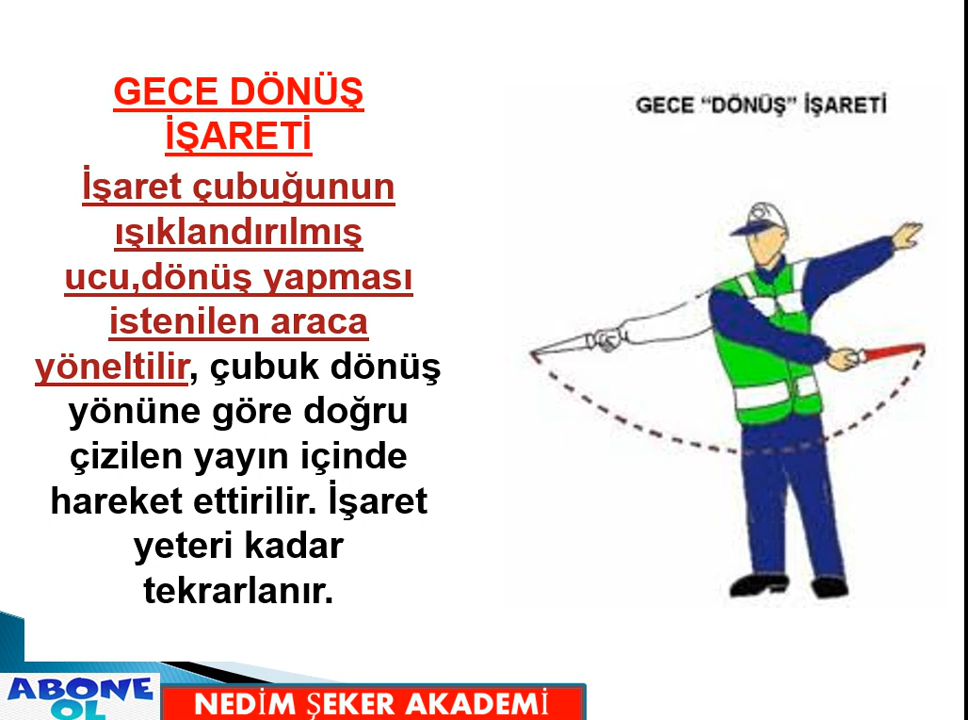 GECE DÖNÜŞ
İŞARETİ
İşaret çubuğunun
ışıklandırılmış
ucu,dönüş yapması
istenilen araca
yöneltilir, çubuk dönüş
yönüne göre doğru
çizilen yayın içinde
hareket ettirilir. İşaret
yeteri kadar
tekrarlanır.
GECE “DÖNÜŞ” İŞARETİ
ABONE
OL
NEDİM ŞEKER AKADEMİ